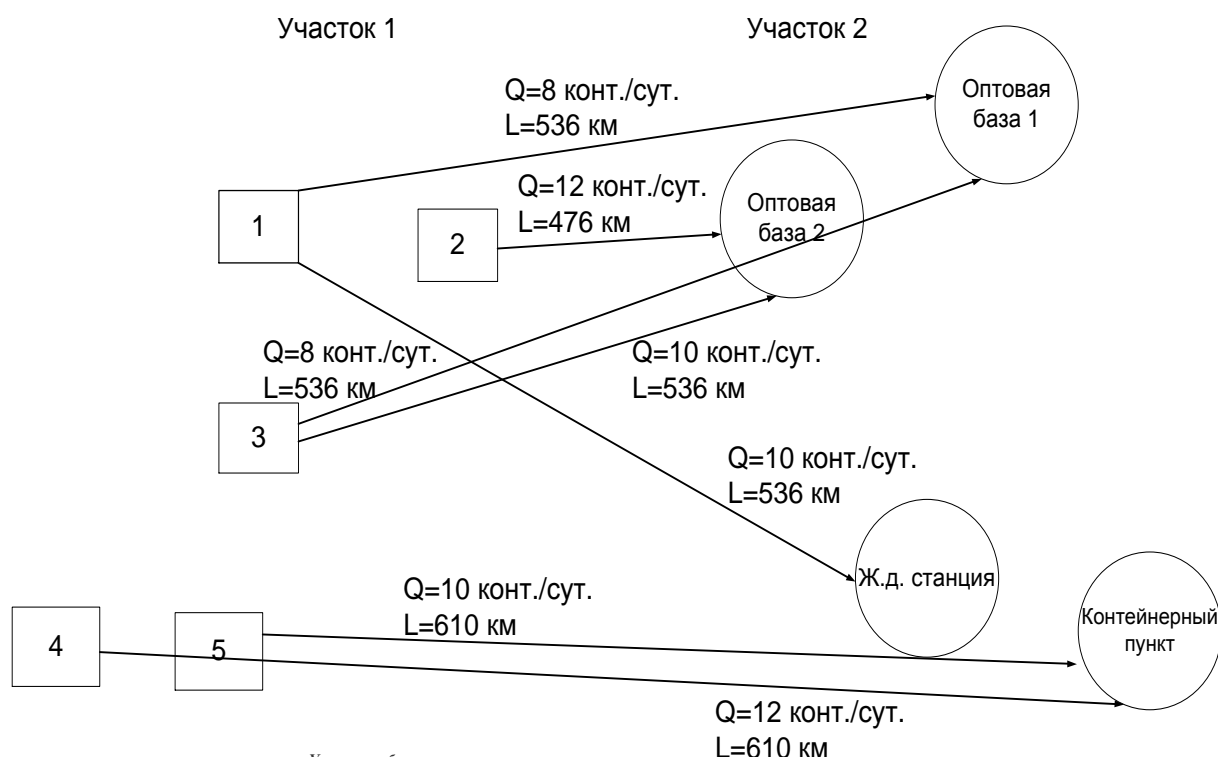 Участок 1
Участок 2
Q=8 конт./сут.
L=536 км
Оптовая
база 1
Q=12 конт./сут.
L=476 км
1
2
Оптовая
база 2
Q=8 конт./сут.
L=536 км
Q=10 конт./сут.
L=536 км
3
Q=10 конт./сут.
L=536 км
Ж.д. станция
Q=10 конт./сут.
L=610 км
4
5
Контейнерный
пункт
Q=12 конт./сут.
L=610 км